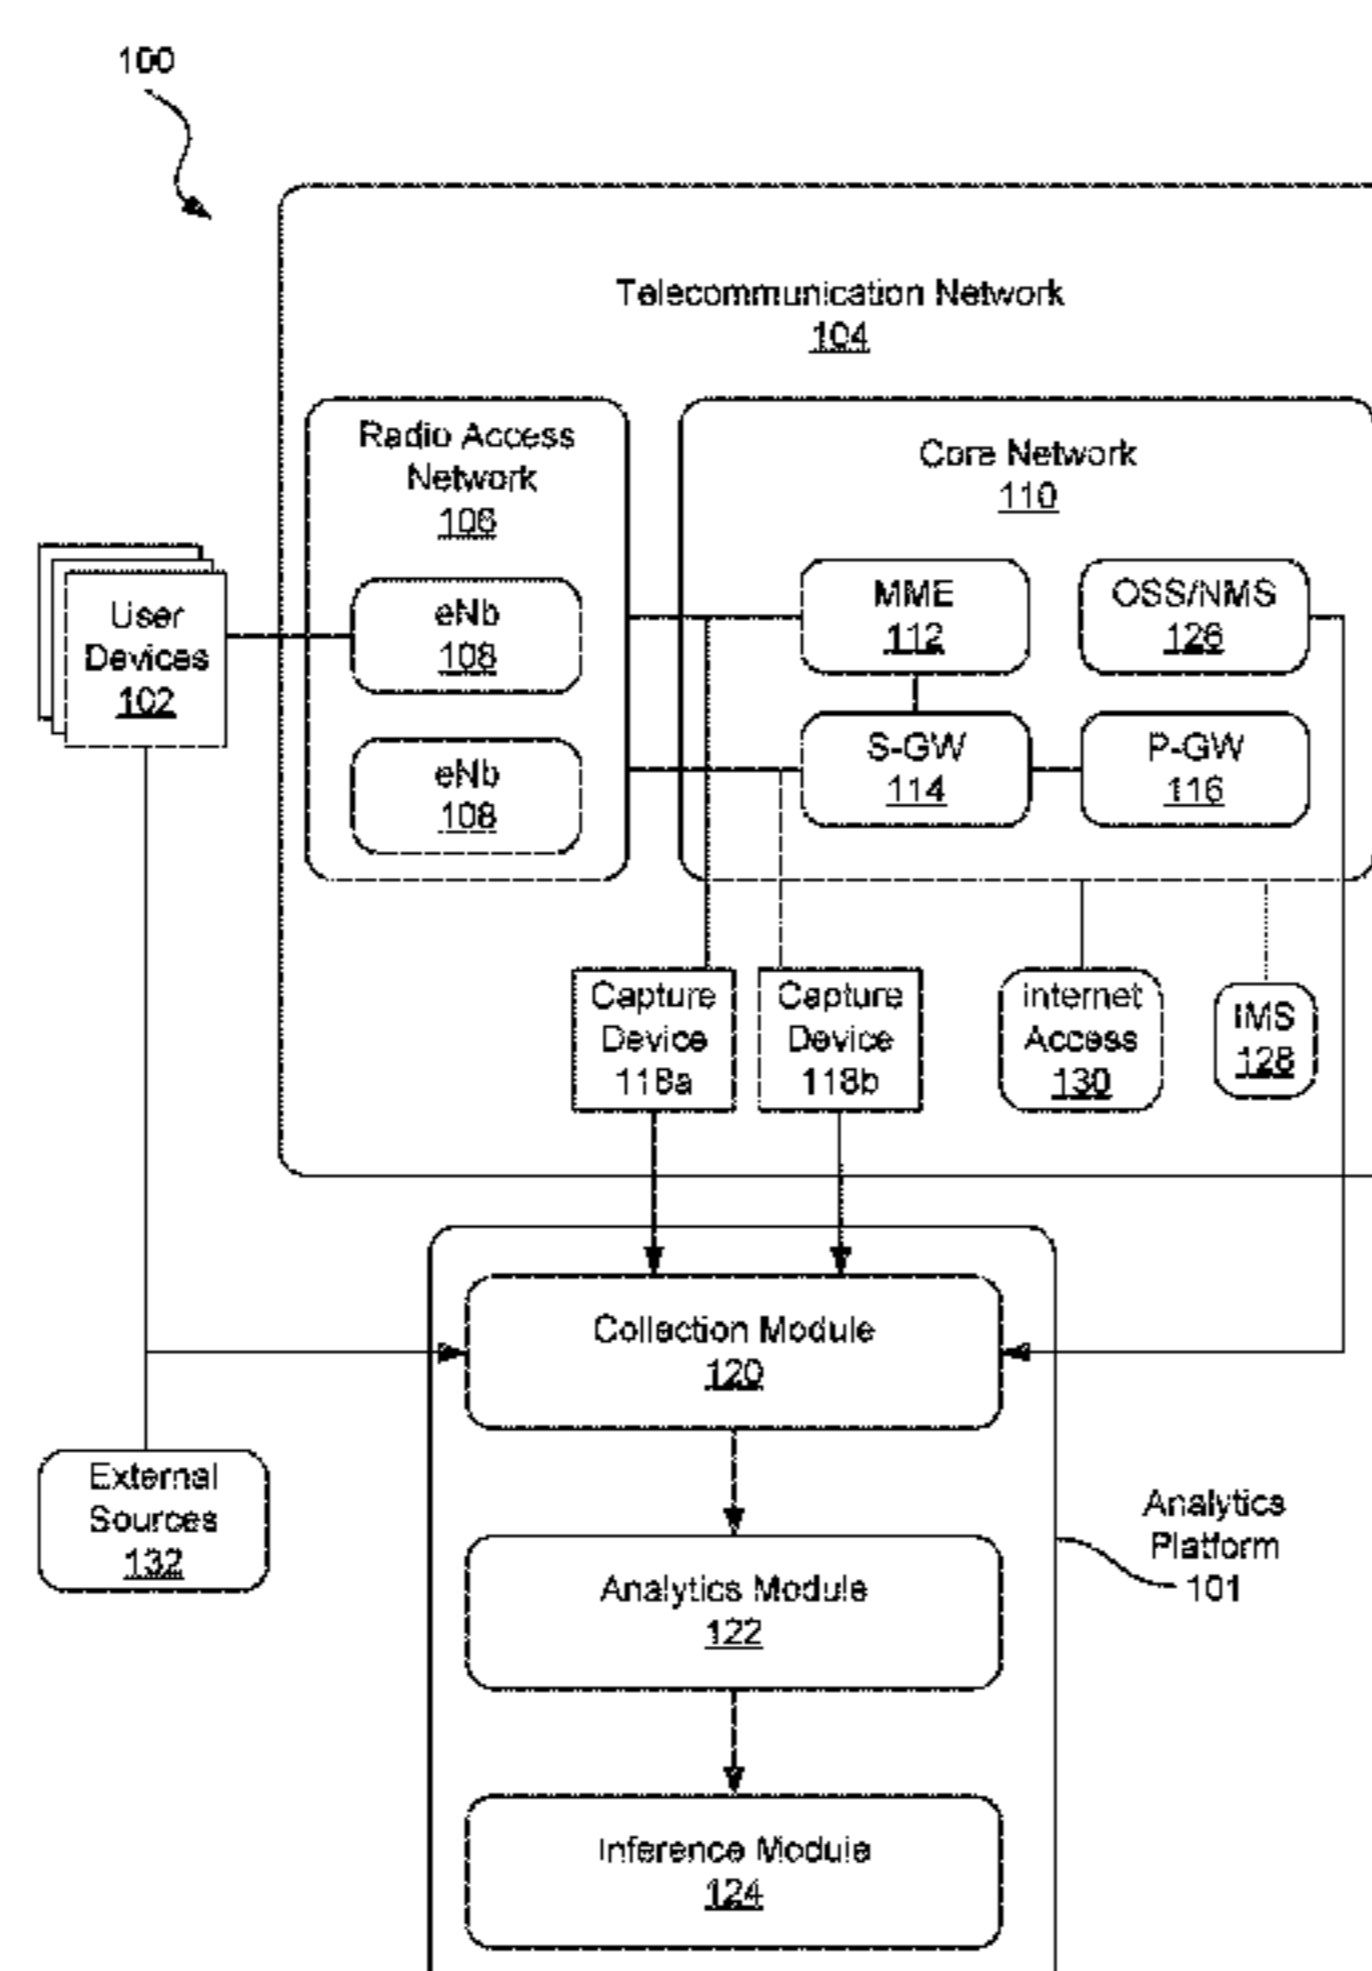 100
Telecommunication Network
104
Radio Access
Network
106
Core Network
110
User
Devices
102
eNb
108
eNb
108
MME
112
OSS/NMS
126
S-GW
114
P-GW
116
Capture
Device
118a
Capture
Device
118b
Internet
Access
130
IMS
128
Collection Module
120
External
Sources
132
Analytics
Platform
101
Analytics Module
122
Inference Module
124